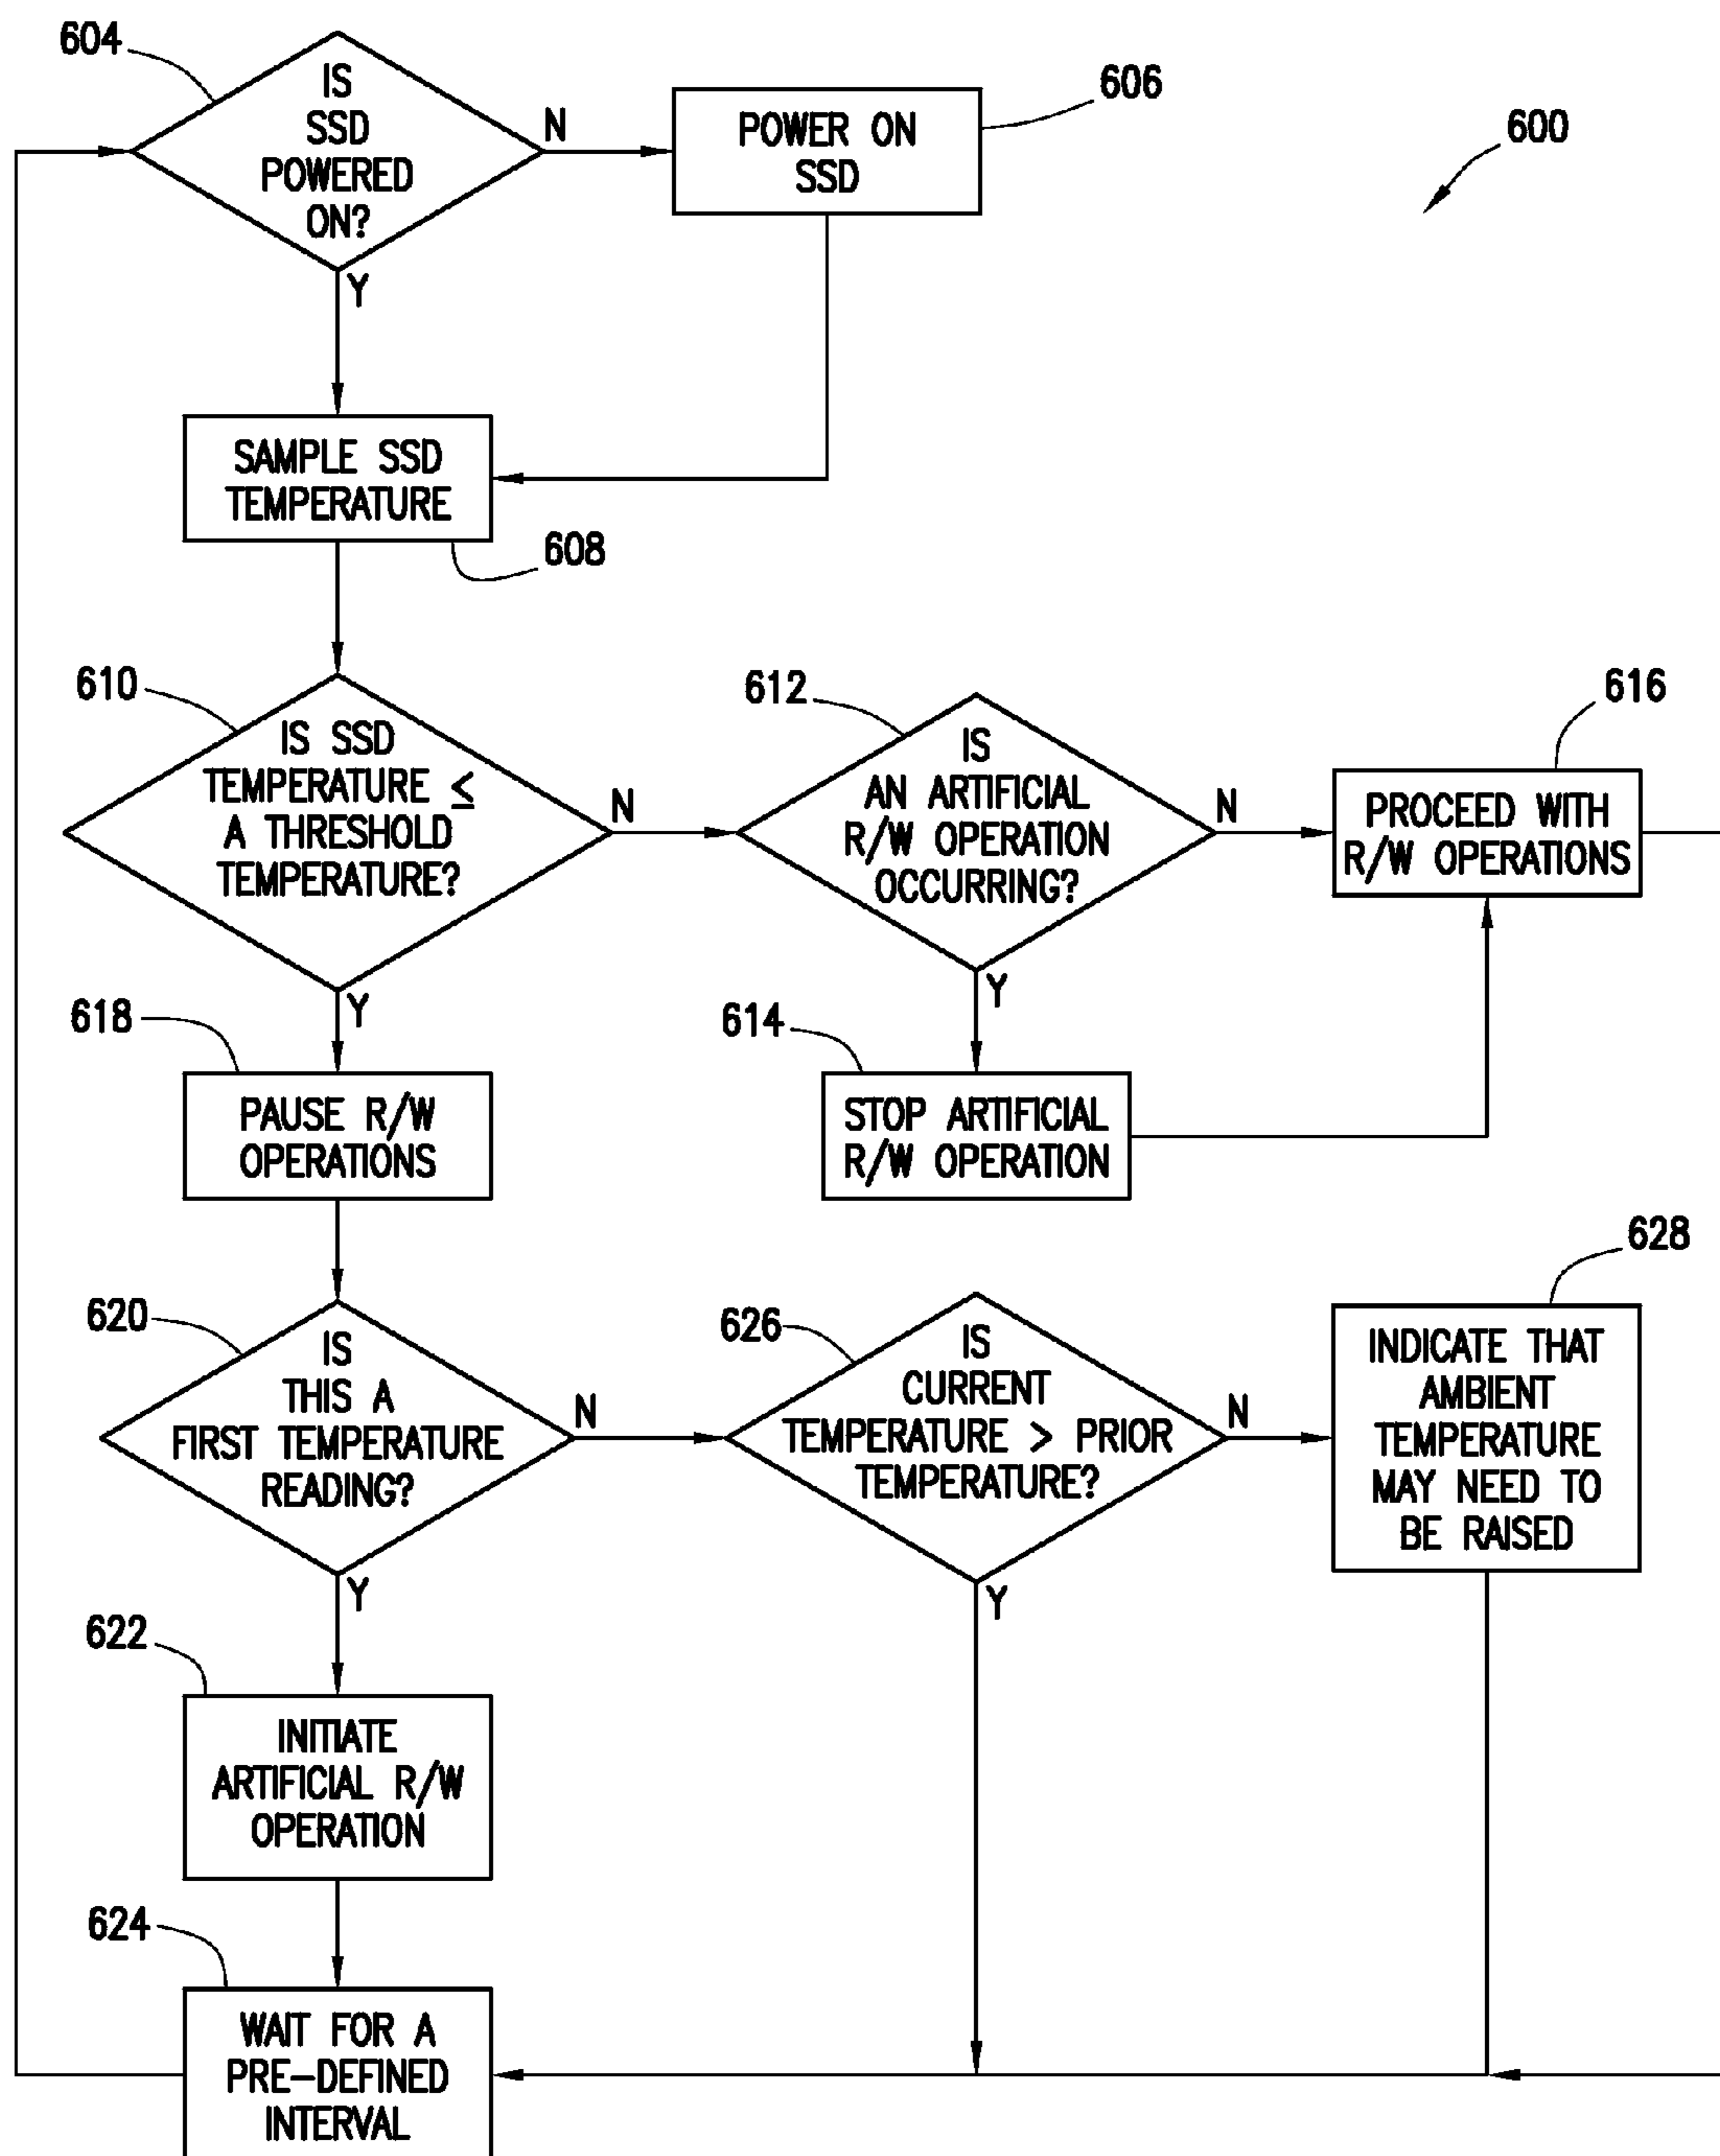 604
IS
SSD
POWERED
ON?
N
Y
POWER ON
SSD
606
600
SAMPLE SSD
TEMPERATURE
608
610
IS SSD
TEMPERATURE ≤
A THRESHOLD
TEMPERATURE?
N
Y
612
IS
AN ARTIFICIAL
R/W OPERATION
OCCURRING?
N
Y
616
PROCEED WITH
R/W OPERATIONS
618
PAUSE R/W
OPERATIONS
614
STOP ARTIFICIAL
R/W OPERATION
620
IS
THIS A
FIRST TEMPERATURE
READING?
N
Y
626
IS
CURRENT
TEMPERATURE > PRIOR
TEMPERATURE?
N
Y
628
INDICATE THAT
AMBIENT
TEMPERATURE
MAY NEED TO
BE RAISED
622
INITIATE
ARTIFICIAL R/W
OPERATION
624
WAIT FOR A
PRE-DEFINED
INTERVAL